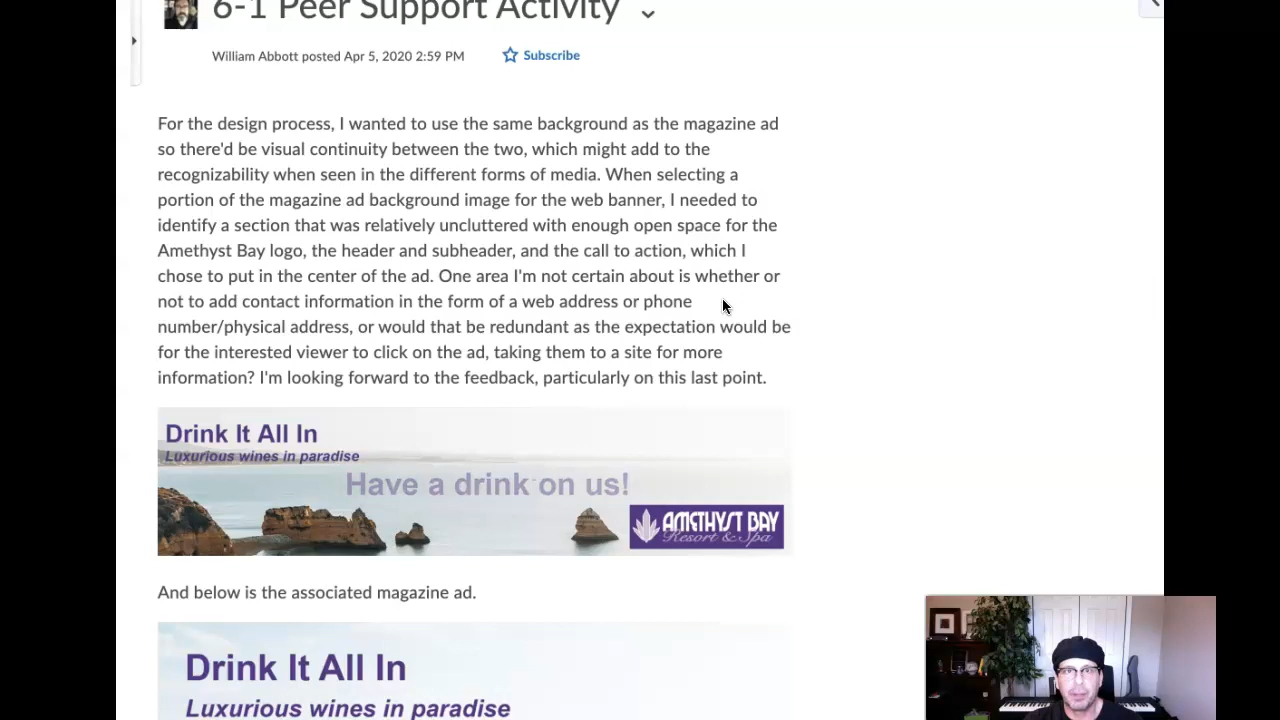 6-1 Peer Support Activity
William Abbott posted Apr 5, 2020 2:59 PM
Subscribe
For the design process, I wanted to use the same background as the magazine ad
so there'd be visual continuity between the two, which might add to the
recognizability when seen in the different forms of media. When selecting a
portion of the magazine ad background image for the web banner, I needed to
identify a section that was relatively uncluttered with enough open space for the
Amethyst Bay logo, the header and subheader, and the call to action, which I
chose to put in the center of the ad. One area I'm not certain about is whether or
not to add contact information in the form of a web address or phone
number/physical address, or would that be redundant as the expectation would be
for the interested viewer to click on the ad, taking them to a site for more
information? I'm looking forward to the feedback, particularly on this last point.
Drink It All In
Luxurious wines in paradise
Have a drink on us!
AMETHYST BAY
Resort & Spa
And below is the associated magazine ad.
Drink It All In
Luxurious wines in paradise